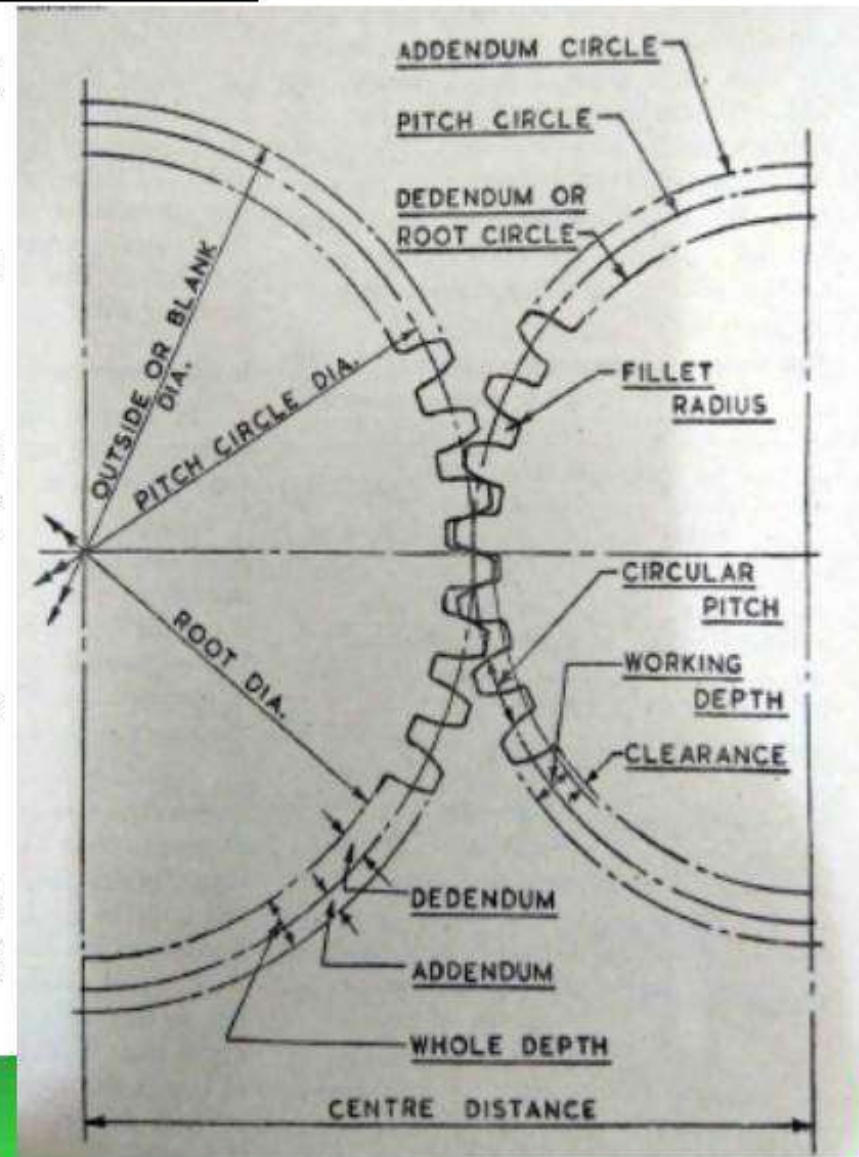 ADDENDUM CIRCLE
PITCH CIRCLE
DEDENDUM OR
ROOT CIRCLE
OUTSIDE OR BLANK
DIA.
PITCH CIRCLE DIA.
FILLET
RADIUS
CIRCULAR
PITCH
ROOT DIA.
WORKING
DEPTH
CLEARANCE
DEDENDUM
ADDENDUM
WHOLE DEPTH
CENTRE DISTANCE